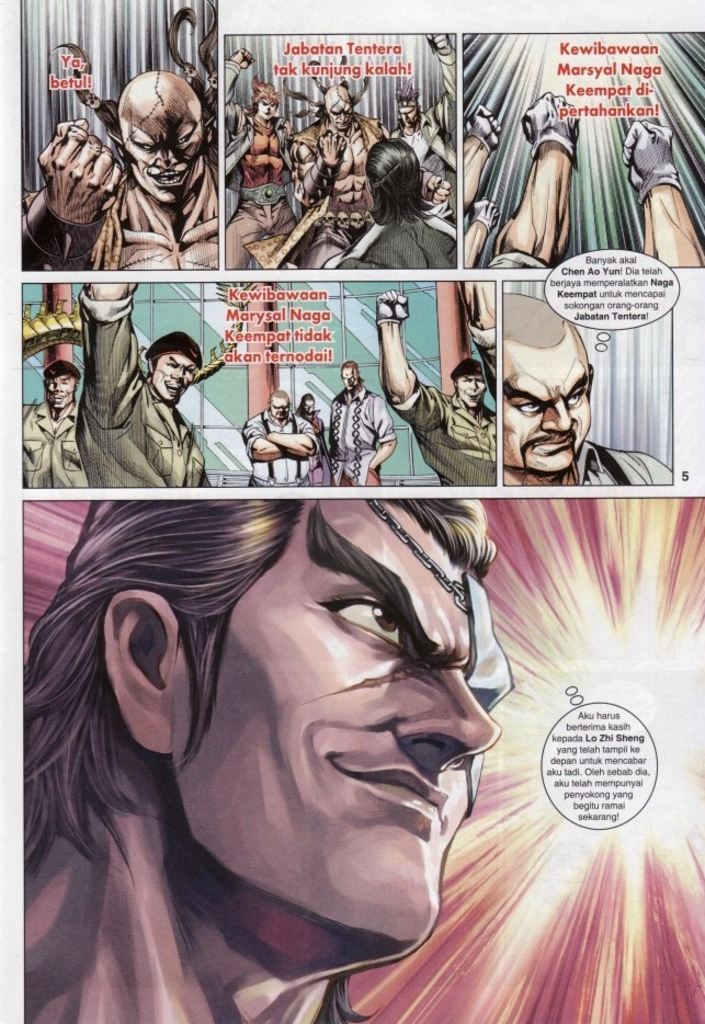 Ya,
betul!
Jabatan Tentera
tak kunjung kalah!
Kewibawaan
Marsyal Naga
Keempat di-
pertahankan!
Kewibawaan
Marysal Naga
Keempat tidak
akan ternodai!
Banyak akal
Chen Ao Yun! Dia telah
berjaya memperalatkan Naga
Keempat untuk mencapai
sokongan orang-orang
Jabatan Tentera!
5
Aku harus
berterima kasih
kepada Lo Zhi Sheng
yang telah tampil ke
depan untuk mencabar
aku tadi. Oleh sebab dia,
aku telah mempunyai
penyokong yang
begitu ramai
sekarang!